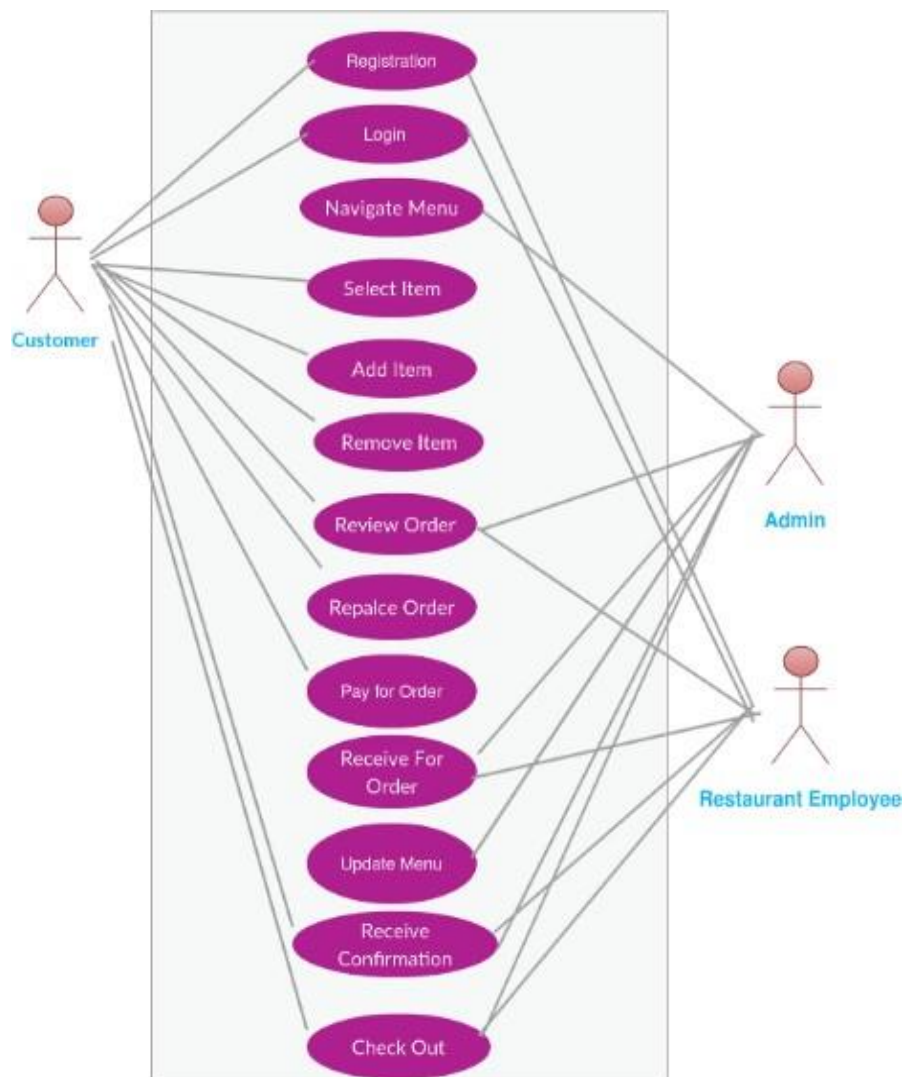 Registration
Login
Navigate Menu
Select Item
Customer
Add Item
Remove Item
Review Order
Admin
Repalce Order
Pay for Order
Receive For
Order
Restaurant Employee
Update Menu
Receive
Confirmation
Check Out